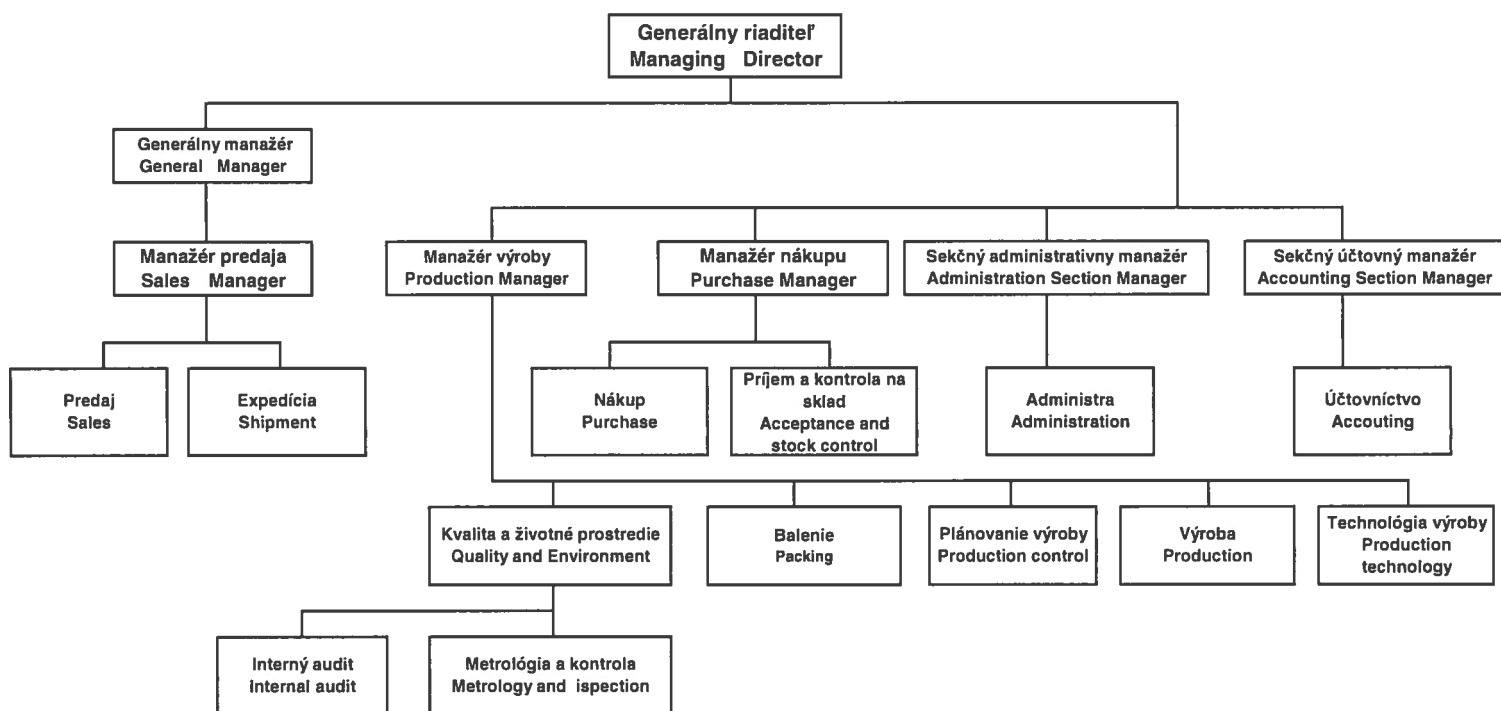 Generálny riaditeľ
Managing Director
Generálny manažér
General Manager
Manažér predaja
Sales Manager
Manažér výroby
Production Manager
Manažér nákupu
Purchase Manager
Sekčný administratívny manažér
Administration Section Manager
Sekčný účtovný manažér
Accounting Section Manager
Predaj
Sales
Expedícia
Shipment
Nákup
Purchase
Príjem a kontrola na
sklad
Acceptance and
stock control
Administra
Administration
Účtovníctvo
Accouting
Kvalita a životné prostredie
Quality and Environment
Balenie
Packing
Plánovanie výroby
Production control
Výroba
Production
Technológia výroby
Production
technology
Interný audit
Internal audit
Metrológia a kontrola
Metrology and ispection